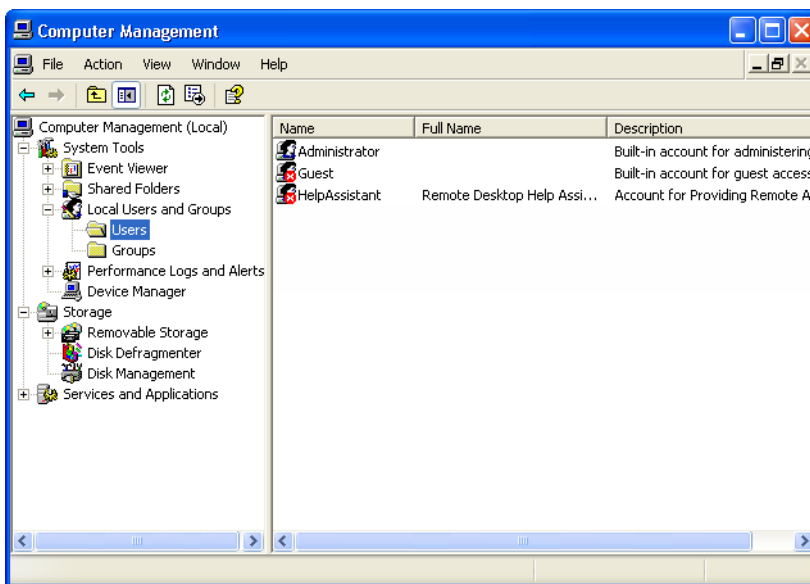 Computer Management
File Action View Window Help
Computer Management (Local)
System Tools
Event Viewer
Shared Folders
Local Users and Groups
Users
Groups
Performance Logs and Alerts
Device Manager
Storage
Removable Storage
Disk Defragmenter
Disk Management
Services and Applications
Name Full Name Description
Administrator Built-in account for administering
Guest Built-in account for guest access
HelpAssistant Remote Desktop Help Assi... Account for Providing Remote A